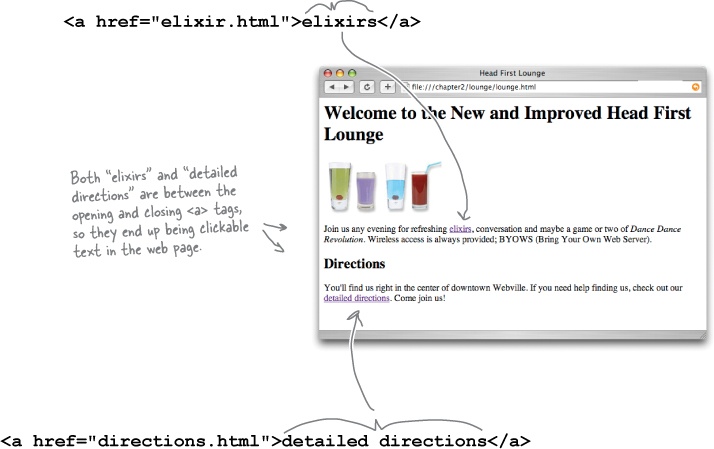 <a href="elixir.html">elixirs</a>
Head First Lounge
file:///chapter2/lounge/lounge.html
Welcome to the New and Improved Head First
Lounge
Both "elixirs" and "detailed
directions" are between the
opening and closing <a> tags,
so they end up being clickable
text in the web page.
Join us any evening for refreshing elixirs, conversation and maybe a game or two of Dance Dance
Revolution. Wireless access is always provided; BYOWS (Bring Your Own Web Server).
Directions
You'll find us right in the center of downtown Webville. If you need help finding us, check out our
detailed directions. Come join us!
<a href="directions.html">detailed directions</a>